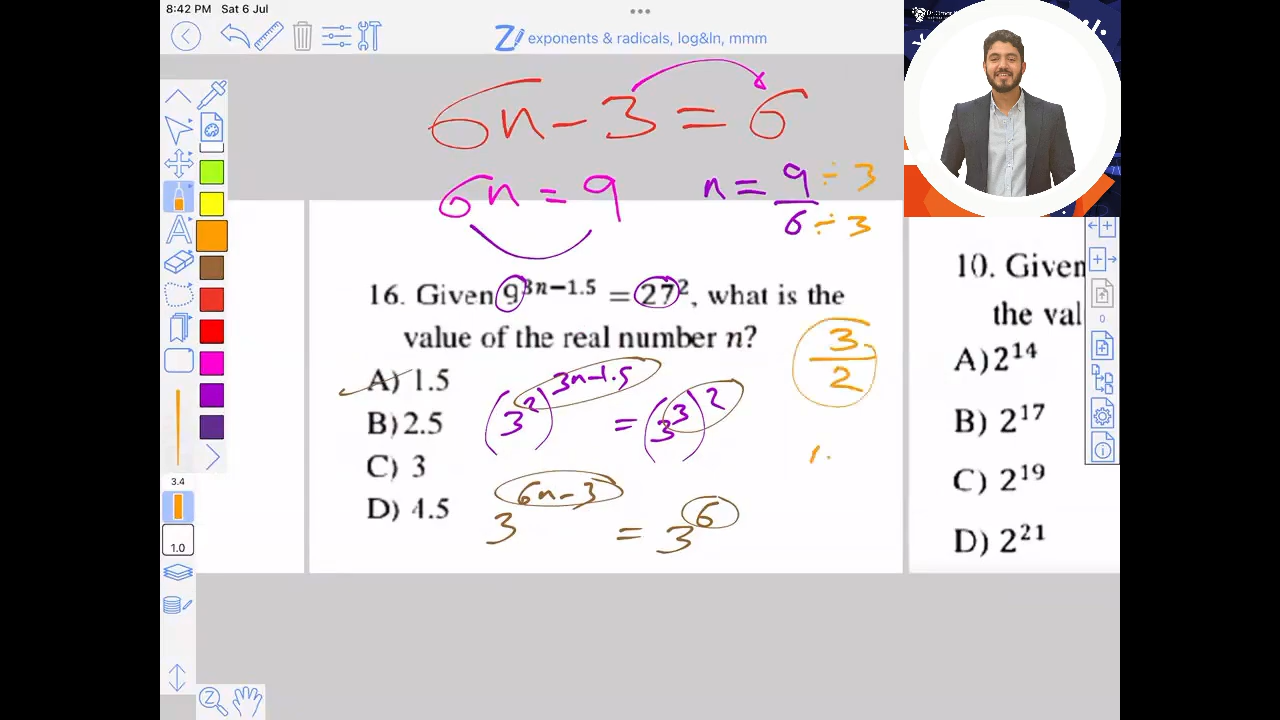 8:42 PM Sat 6 Jul
exponents & radicals, log&ln, mmm
6n - 3 = 6
6n = 9
n = 9/6 ÷ 3 ÷ 3
16. Given 9^{3n−1.5} = 27^2, what is the
value of the real number n?
A) 1.5
B) 2.5
C) 3
D) 4.5
(3^2)^{3n-1.5} = (3^3)^2
3^{6n-3} = 3^6
3/2
1.
10. Given
the val
A) 2^14
B) 2^17
C) 2^19
D) 2^21
3.4
1.0
0